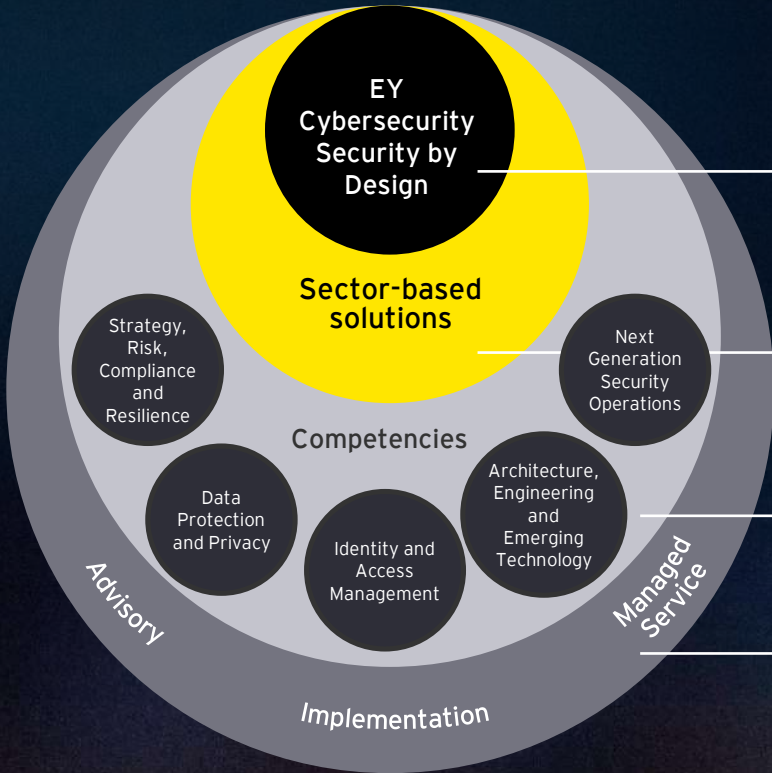 EY
Cybersecurity
Security by
Design
Sector-based
solutions
Strategy,
Risk,
Compliance
and
Resilience
Next
Generation
Security
Operations
Competencies
Data
Protection
and Privacy
Identity and
Access
Management
Architecture,
Engineering
and
Emerging
Technology
Advisory
Implementation
Managed
Service